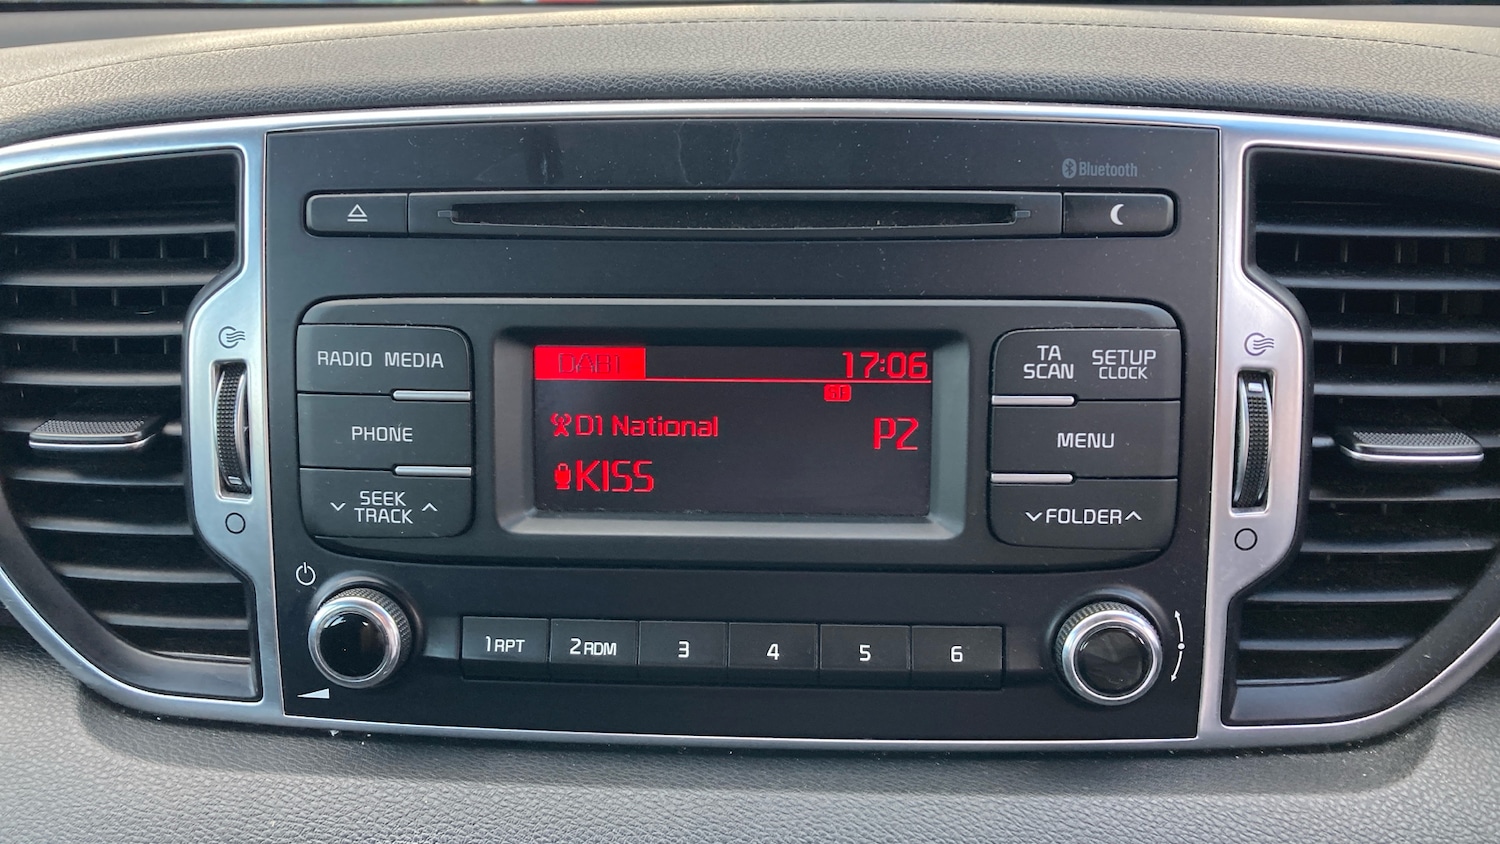 Bluetooth
RADIO MEDIA
PHONE
SEEK
TRACK
DAB1
17:06
D1 National
P2
KISS
TA
SCAN
SETUP
CLOCK
MENU
FOLDER
1 RPT
2 RDM
3
4
5
6